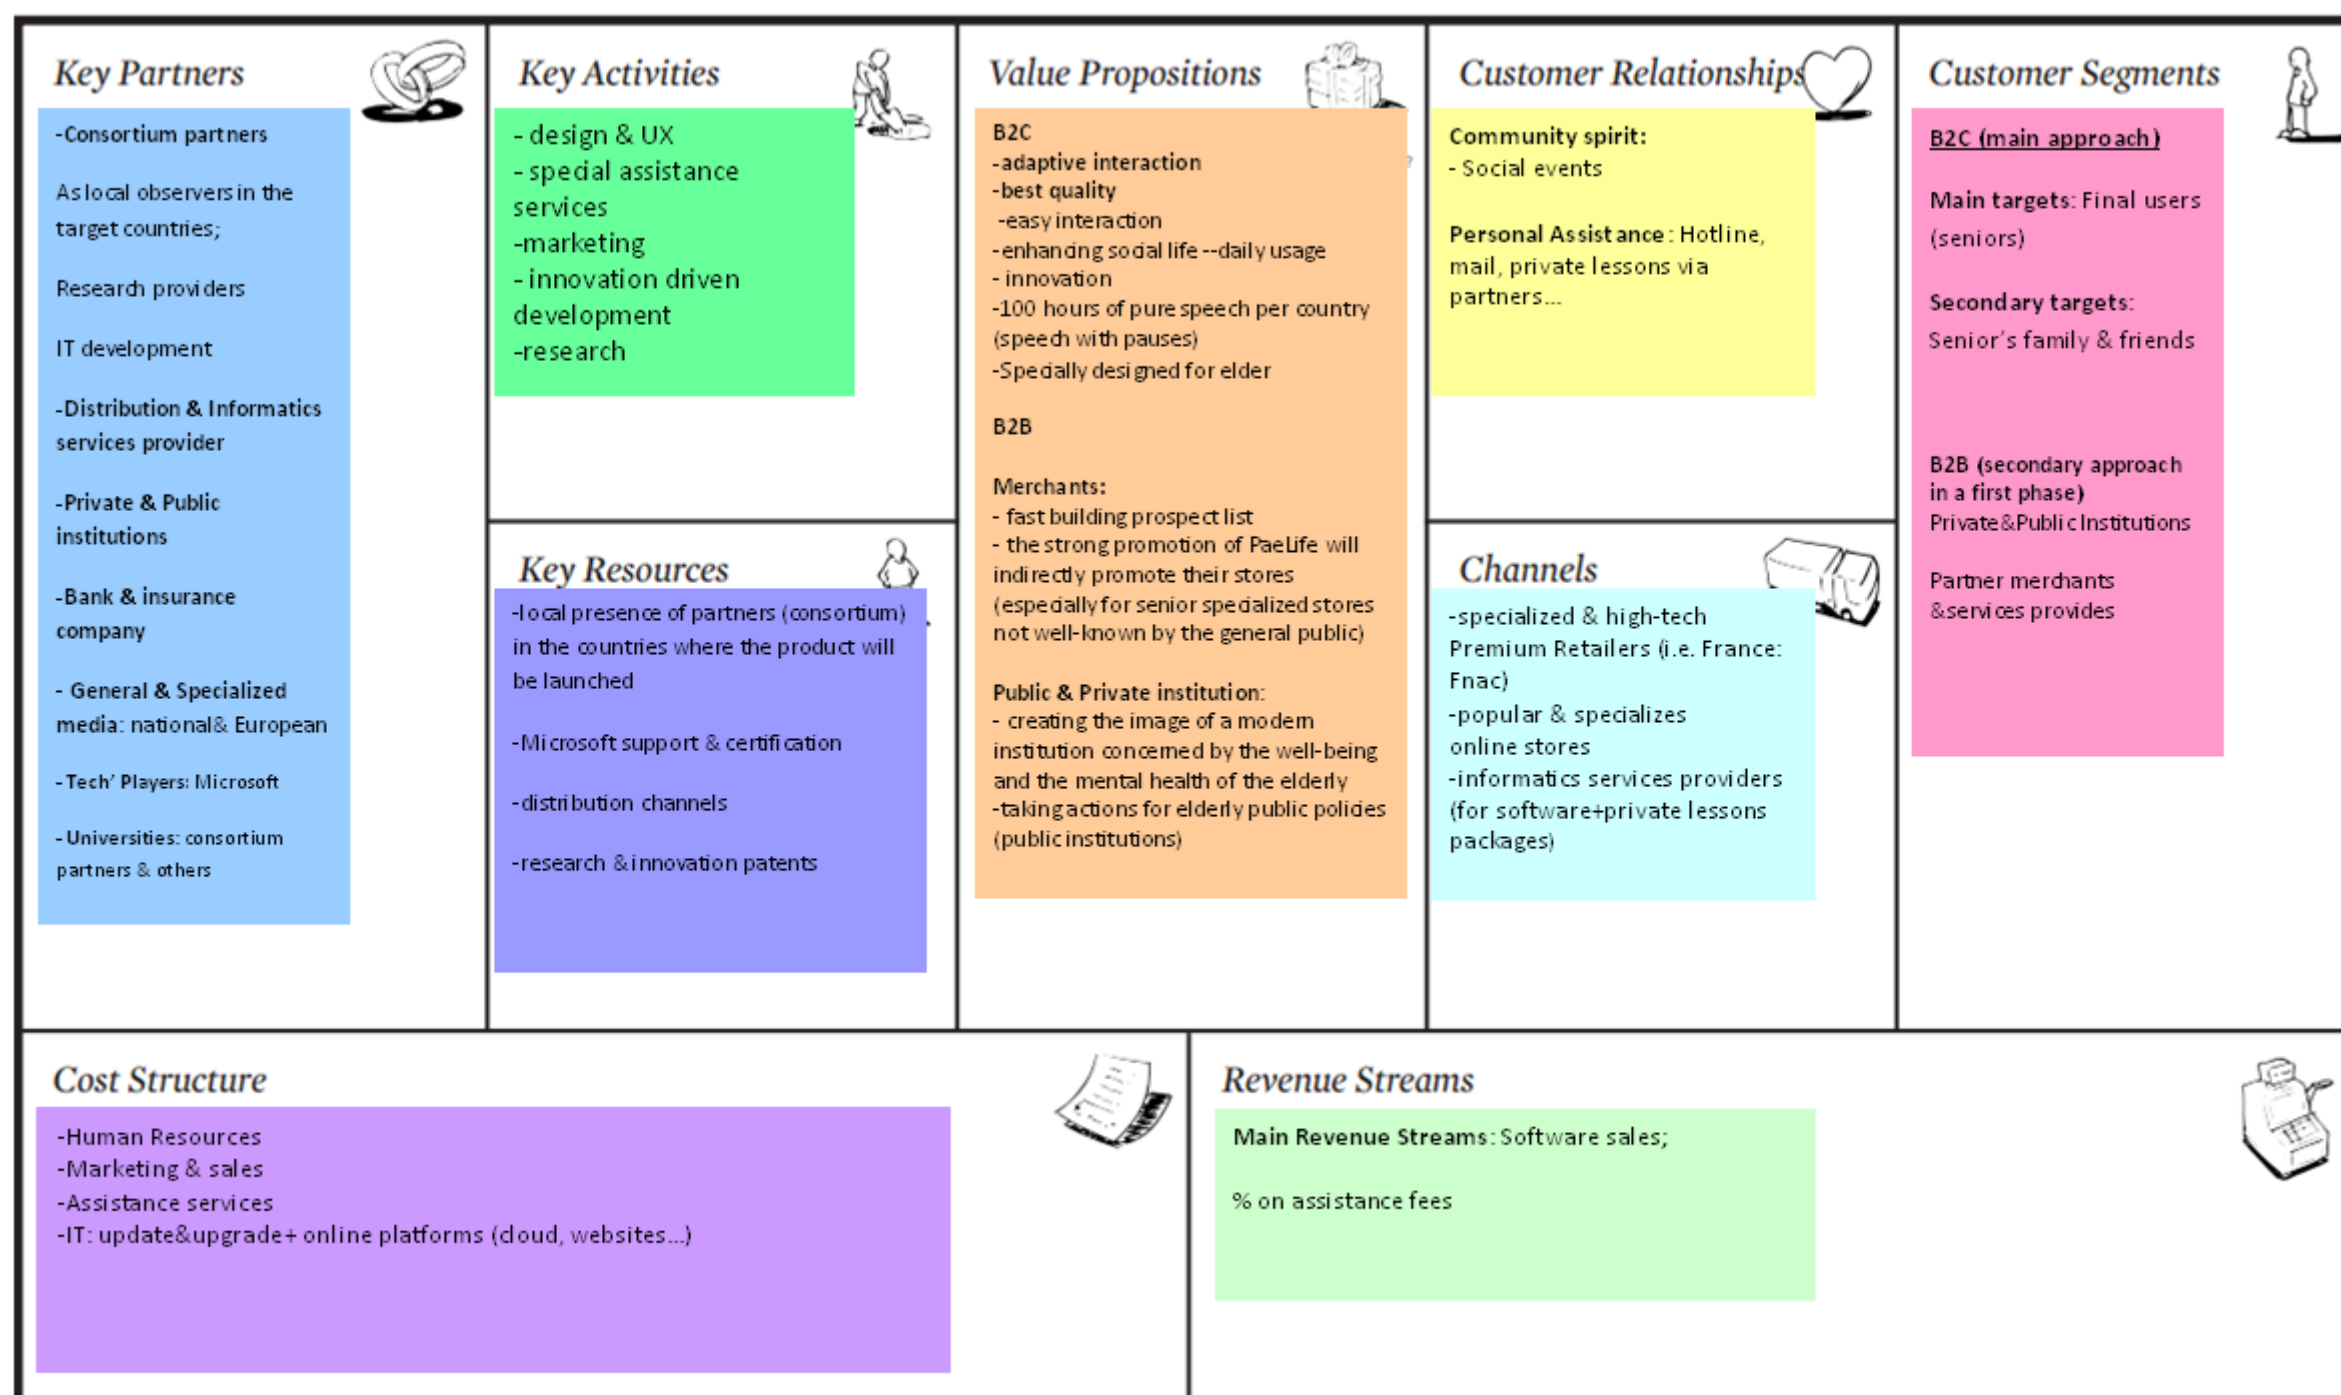 Key Partners
-Consortium partners
As local observers in the
target countries;
Research providers
IT development
-Distribution & Informatics
services provider
-Private & Public
institutions
-Bank & insurance
company
- General & Specialized
media: national& European
-Tech' Players: Microsoft
-Universities: consortium
partners & others
Key Activities
- design & UX
- special assistance
services
-marketing
- innovation driven
development
-research
Key Resources
-local presence of partners (consortium)
in the countries where the product will
be launched
-Microsoft support & certification
-distribution channels
-research & innovation patents
Value Propositions
?
B2C
-adaptive interaction
-best quality
-easy interaction
-enhancing social life --daily usage
- innovation
-100 hours of pure speech per country
(speech with pauses)
-Specially designed for elder
B2B
Merchants:
- fast building prospect list
- the strong promotion of PaeLife will
indirectly promote their stores
(especially for senior specialized stores
not well-known by the general public)
Public & Private institution:
- creating the image of a modern
institution concerned by the well-being
and the mental health of the elderly
-taking actions for elderly public policies
(public institutions)
Customer Relationships
Community spirit:
- Social events
Personal Assistance: Hotline,
mail, private lessons via
partners...
Channels
-specialized & high-tech
Premium Retailers (i.e. France:
Fnac)
-popular & specializes
online stores
-informatics services providers
(for software+private lessons
packages)
Customer Segments
B2C (main approach)
Main targets: Final users
(seniors)
Secondary targets:
Senior's family & friends
B2B (secondary approach
in a first phase)
Private&Public Institutions
Partner merchants
&services provides
Cost Structure
-Human Resources
-Marketing & sales
-Assistance services
-IT: update&upgrade+ online platforms (cloud, websites...)
Revenue Streams
Main Revenue Streams: Software sales;
% on assistance fees